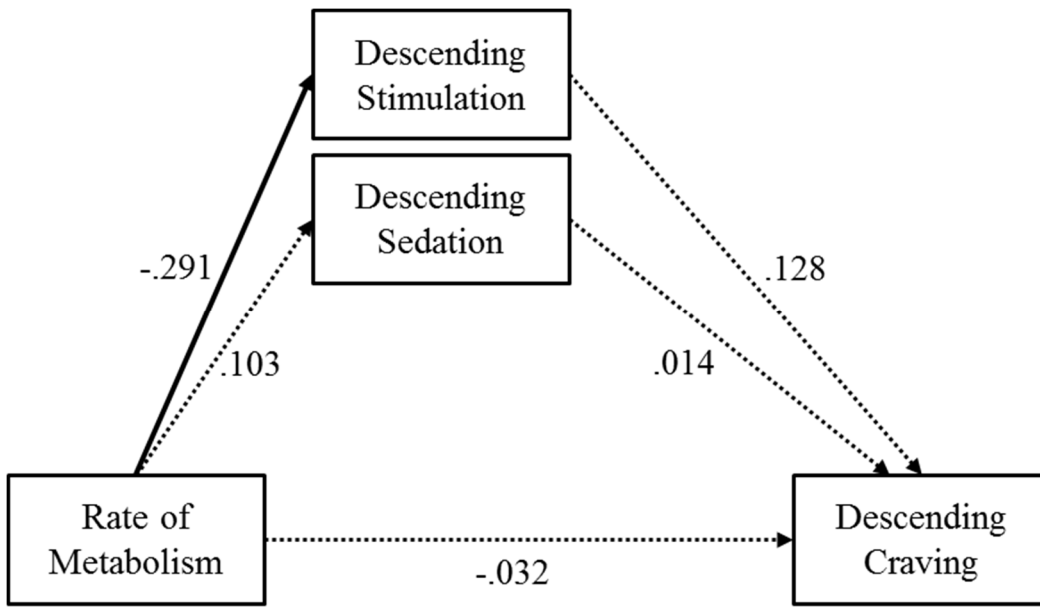 Descending
Stimulation
Descending
Sedation
-.291
.128
.103
.014
Rate of
Metabolism
Descending
Craving
-.032